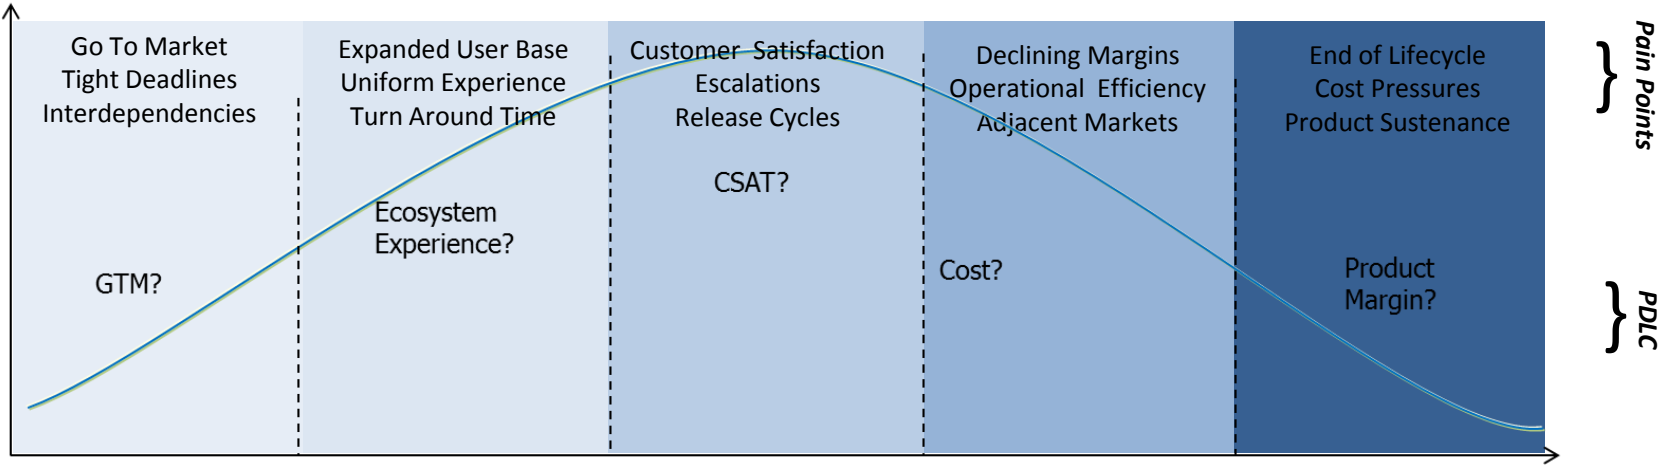 Go To Market
Tight Deadlines
Interdependencies
Expanded User Base
Uniform Experience
Turn Around Time
Customer Satisfaction
Escalations
Release Cycles
Declining Margins
Operational Efficiency
Adjacent Markets
End of Lifecycle
Cost Pressures
Product Sustenance
} Pain Points
GTM?
Ecosystem
Experience?
CSAT?
Cost?
Product
Margin?
} PDLC